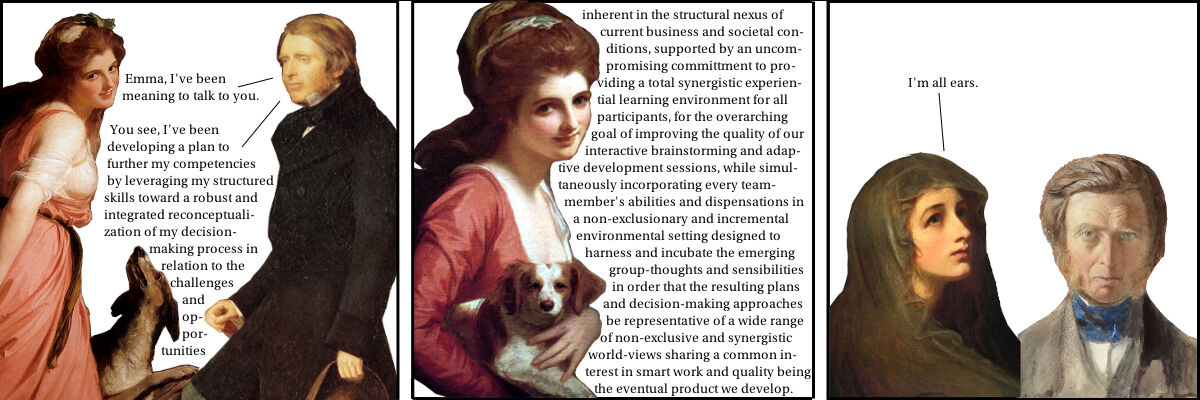 Emma, I've been
meaning to talk to you.
You see, I've been
developing a plan to
further my competencies
by leveraging my structured
skills toward a robust and
integrated reconceptuali-
zation of my decision-
making process in
relation to the
challenges
and
op-
por-
tunities
inherent in the structural nexus of
current business and societal con-
ditions, supported by an uncom-
promising committment to pro-
viding a total synergistic experien-
tial learning environment for all
participants, for the overarching
goal of improving the quality of our
interactive brainstorming and adap-
tive development sessions, while simul-
taneously incorporating every team-
member's abilities and dispensations in
a non-exclusionary and incremental
environmental setting designed to
harness and incubate the emerging
group-thoughts and sensibilities
in order that the resulting plans
and decision-making approaches
be representative of a wide range
of non-exclusive and synergistic
world-views sharing a common in-
terest in smart work and quality being
the eventual product we develop.
I'm all ears.